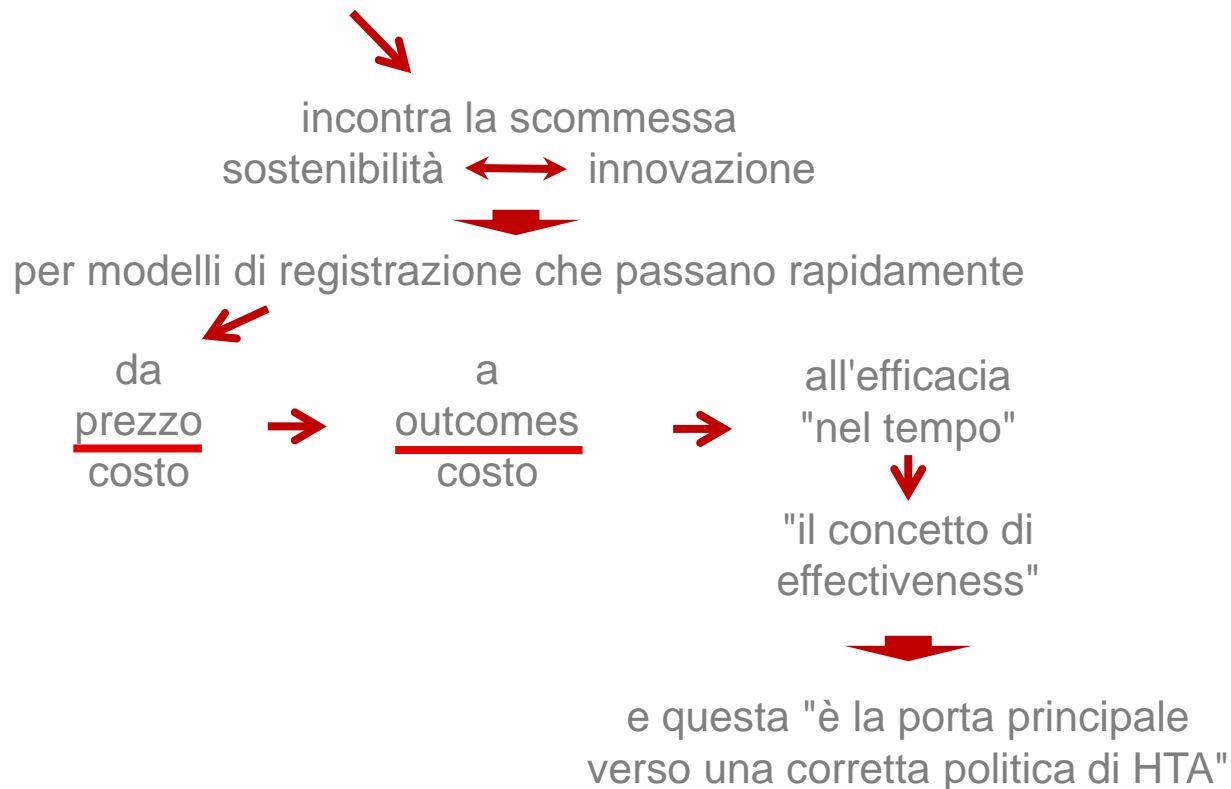 incontra la scommessa
sostenibilità innovazione
per modelli di registrazione che passano rapidamente
da
prezzo
costo
a
outcomes
costo
all'efficacia
"nel tempo"
"il concetto di
effectiveness"
e questa "è la porta principale
verso una corretta politica di HTA"